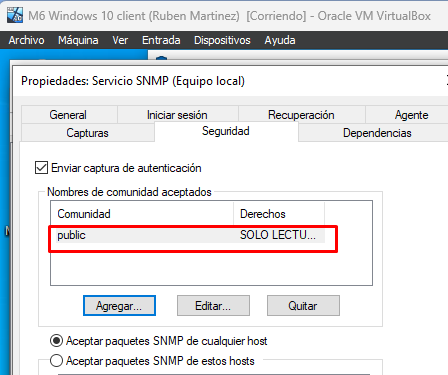 M6 Windows 10 client (Ruben Martinez) [Corriendo] - Oracle VM VirtualBox
Archivo Máquina Ver Entrada Dispositivos Ayuda
Propiedades: Servicio SNMP (Equipo local)
General Iniciar sesión Recuperación Agente
Capturas Seguridad Dependencias
Enviar captura de autenticación
Nombres de comunidad aceptados
Comunidad Derechos
public SOLO LECTU...
Agregar... Editar... Quitar
Aceptar paquetes SNMP de cualquier host
Aceptar paquetes SNMP de estos hosts